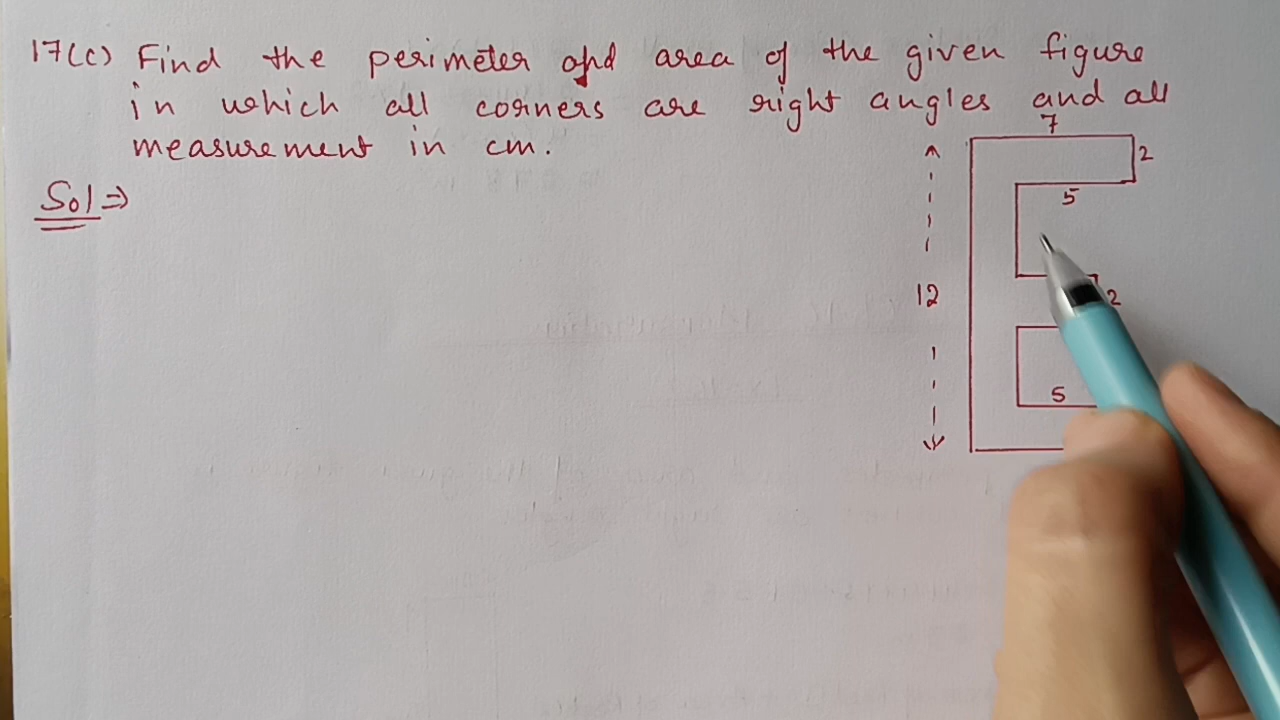 17(c) Find the perimeter and area of the given figure
in which all corners are right angles and all
measurement in cm.
Sol ⇒
7
2
5
12
2
5